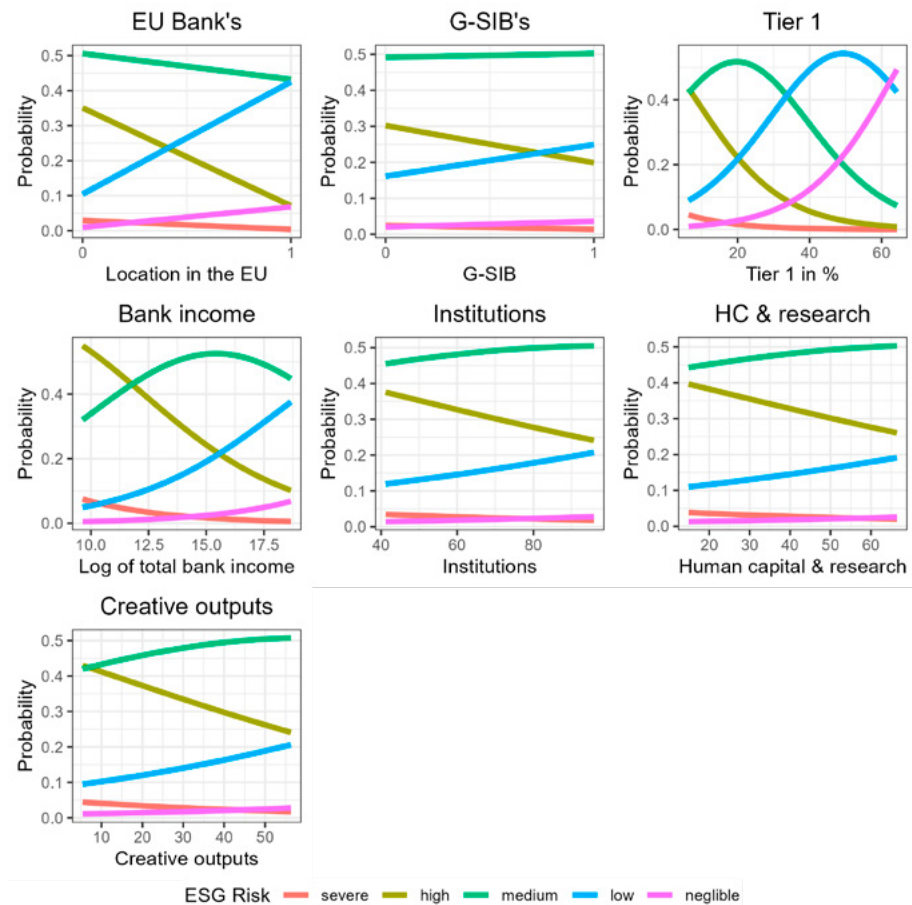 EU Bank's
G-SIB's
Tier 1
Probability
0.5
0.4
0.3
0.2
0.1
0.0
0
1
Location in the EU
Probability
0.5
0.4
0.3
0.2
0.1
0.0
0
1
G-SIB
Probability
0.4
0.2
0.0
20
40
60
Tier 1 in %
Bank income
Institutions
HC & research
Probability
0.4
0.2
0.0
10.0
12.5
15.0
17.5
Log of total bank income
Probability
0.5
0.4
0.3
0.2
0.1
0.0
40
60
80
Institutions
Probability
0.5
0.4
0.3
0.2
0.1
0.0
20
30
40
50
60
Human capital & research
Creative outputs
Probability
0.5
0.4
0.3
0.2
0.1
0.0
10
20
30
40
50
Creative outputs
ESG Risk severe high medium low neglible